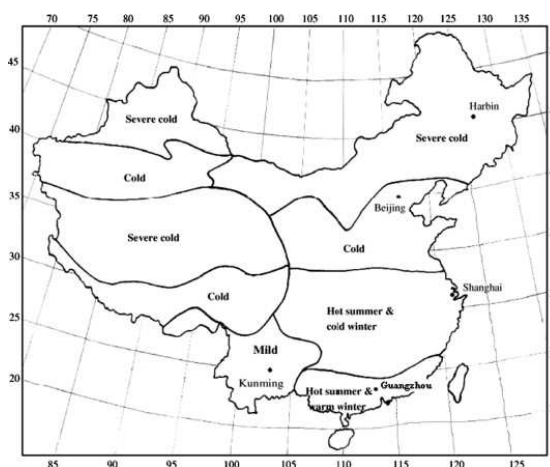 70 80 85 90 95 100 105 110 115 120 125 130 135
45
Severe cold
Harbin
40
Severe cold
Cold
35
Beijing
Severe cold
Cold
30
Shanghai
Cold
Hot summer &
cold winter
25
Mild
Kunming
Guangzhou
20
Hot summer &
warm winter
85 90 95 100 105 110 115 120 125